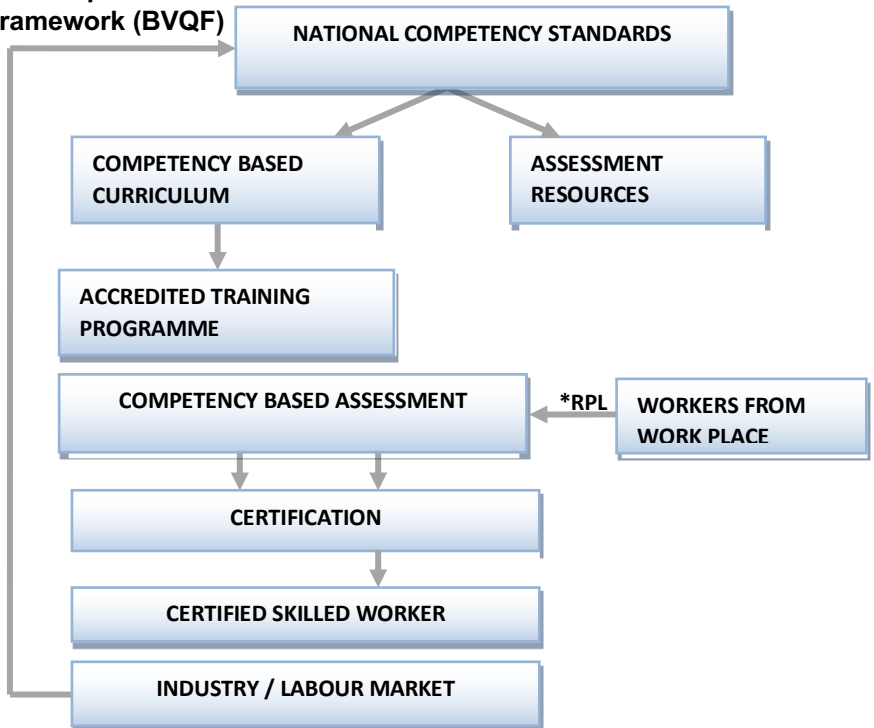 ramework (BVQF)
NATIONAL COMPETENCY STANDARDS
COMPETENCY BASED
CURRICULUM
ASSESSMENT
RESOURCES
ACCREDITED TRAINING
PROGRAMME
COMPETENCY BASED ASSESSMENT
*RPL
WORKERS FROM
WORK PLACE
CERTIFICATION
CERTIFIED SKILLED WORKER
INDUSTRY / LABOUR MARKET